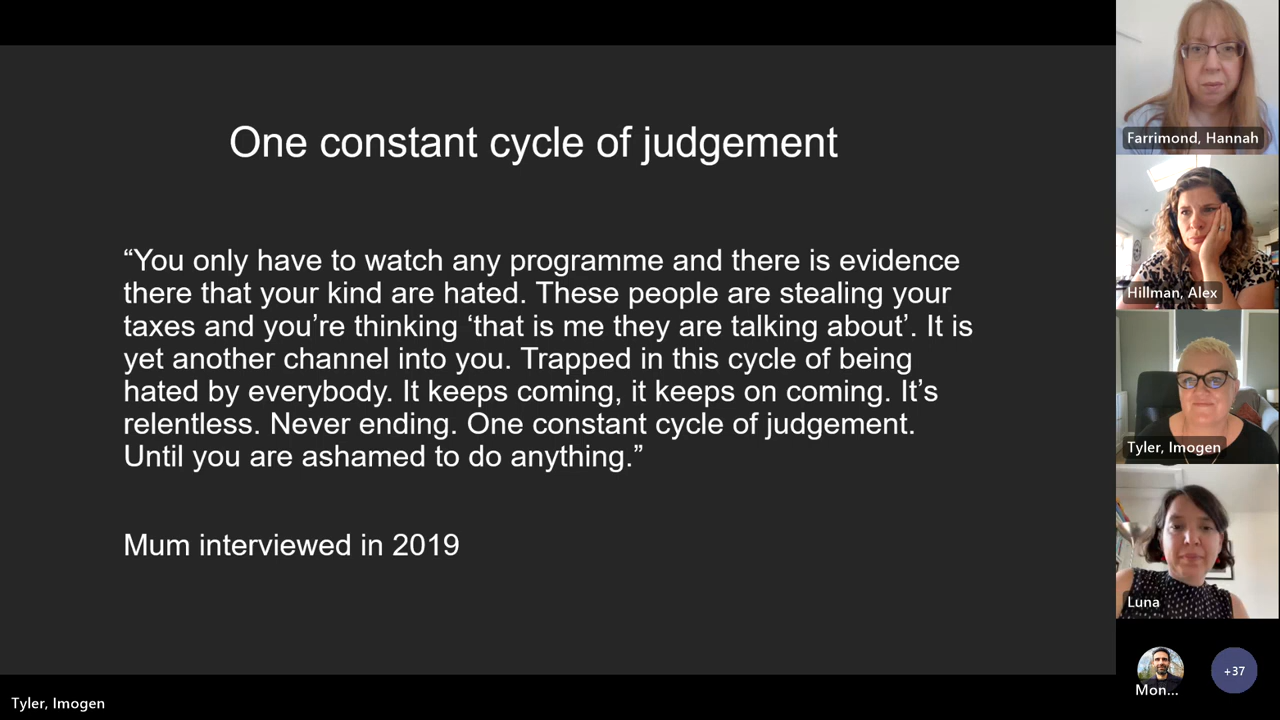 One constant cycle of judgement
“You only have to watch any programme and there is evidence
there that your kind are hated. These people are stealing your
taxes and you’re thinking ‘that is me they are talking about’. It is
yet another channel into you. Trapped in this cycle of being
hated by everybody. It keeps coming, it keeps on coming. It’s
relentless. Never ending. One constant cycle of judgement.
Until you are ashamed to do anything.”
Mum interviewed in 2019
Farrimond, Hannah
Hillman, Alex
Tyler, Imogen
Luna
Mon...
+37
Tyler, Imogen